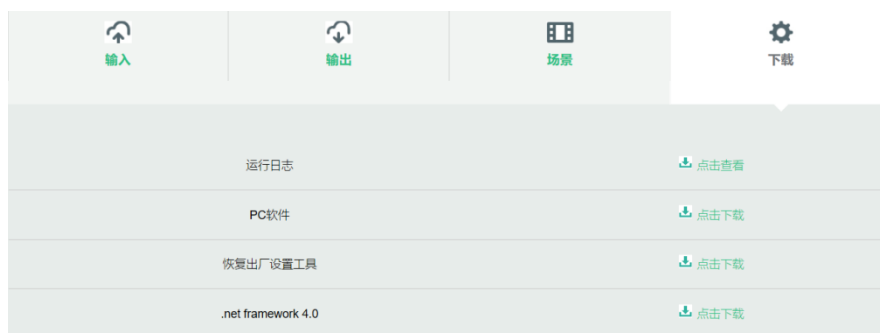 输入 输出 场景 下载
运行日志 点击查看
PC软件 点击下载
恢复出厂设置工具 点击下载
.net framework 4.0 点击下载